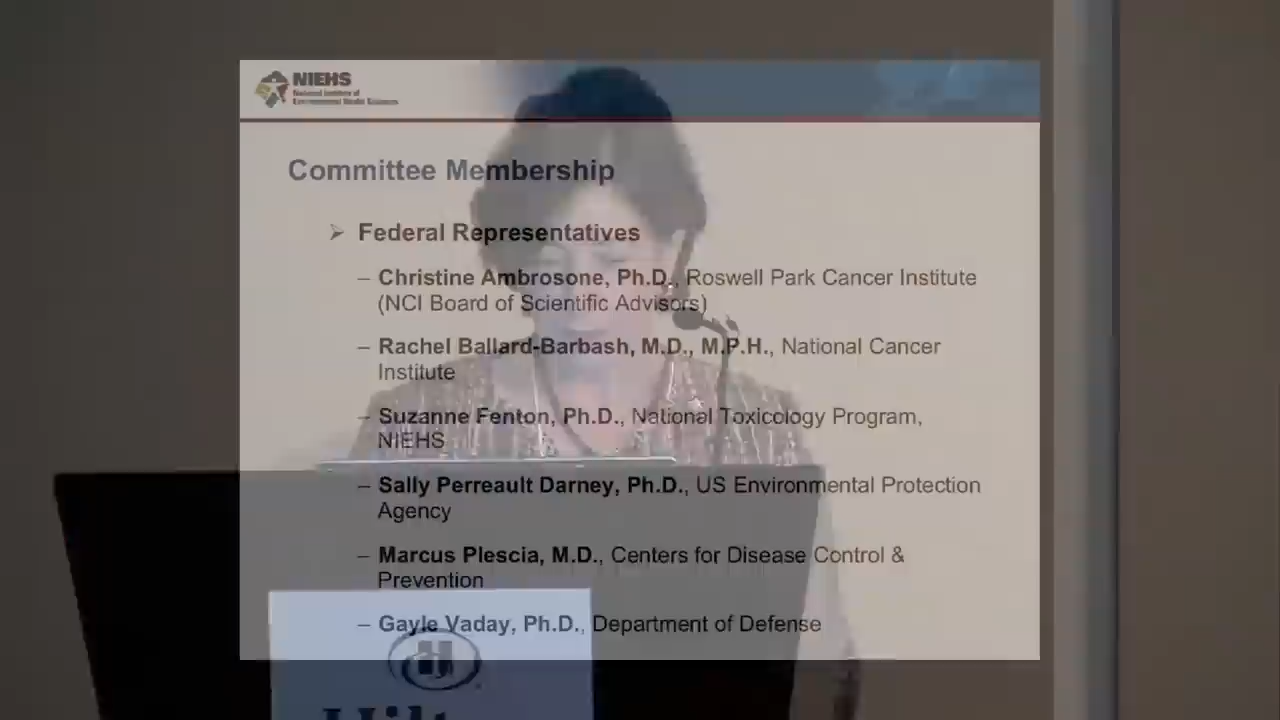 NIEHS
National Institute of
Environmental Health Sciences
Committee Membership
➢ Federal Representatives
– Christine Ambrosone, Ph.D., Roswell Park Cancer Institute
(NCI Board of Scientific Advisors)
– Rachel Ballard-Barbash, M.D., M.P.H., National Cancer
Institute
– Suzanne Fenton, Ph.D., National Toxicology Program,
NIEHS
– Sally Perreault Darney, Ph.D., US Environmental Protection
Agency
– Marcus Plescia, M.D., Centers for Disease Control &
Prevention
– Gayle Vaday, Ph.D., Department of Defense
H